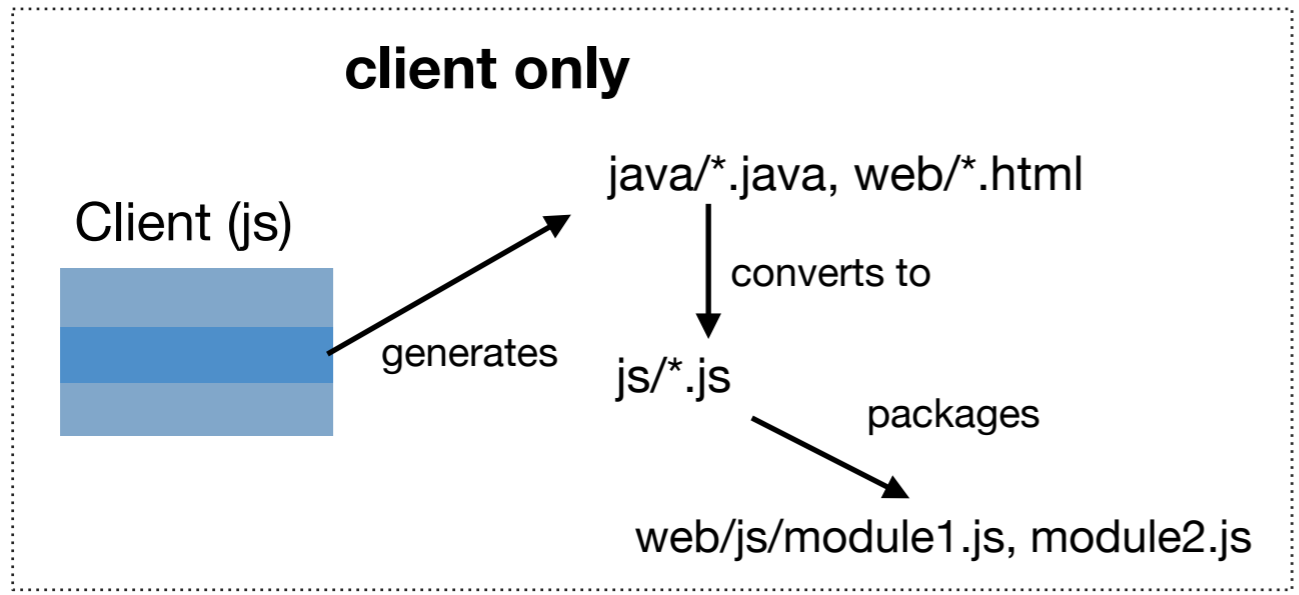 client only
java/*.java, web/*.html
Client (js)
converts to
generates
js/*.js
packages
web/js/module1.js, module2.js